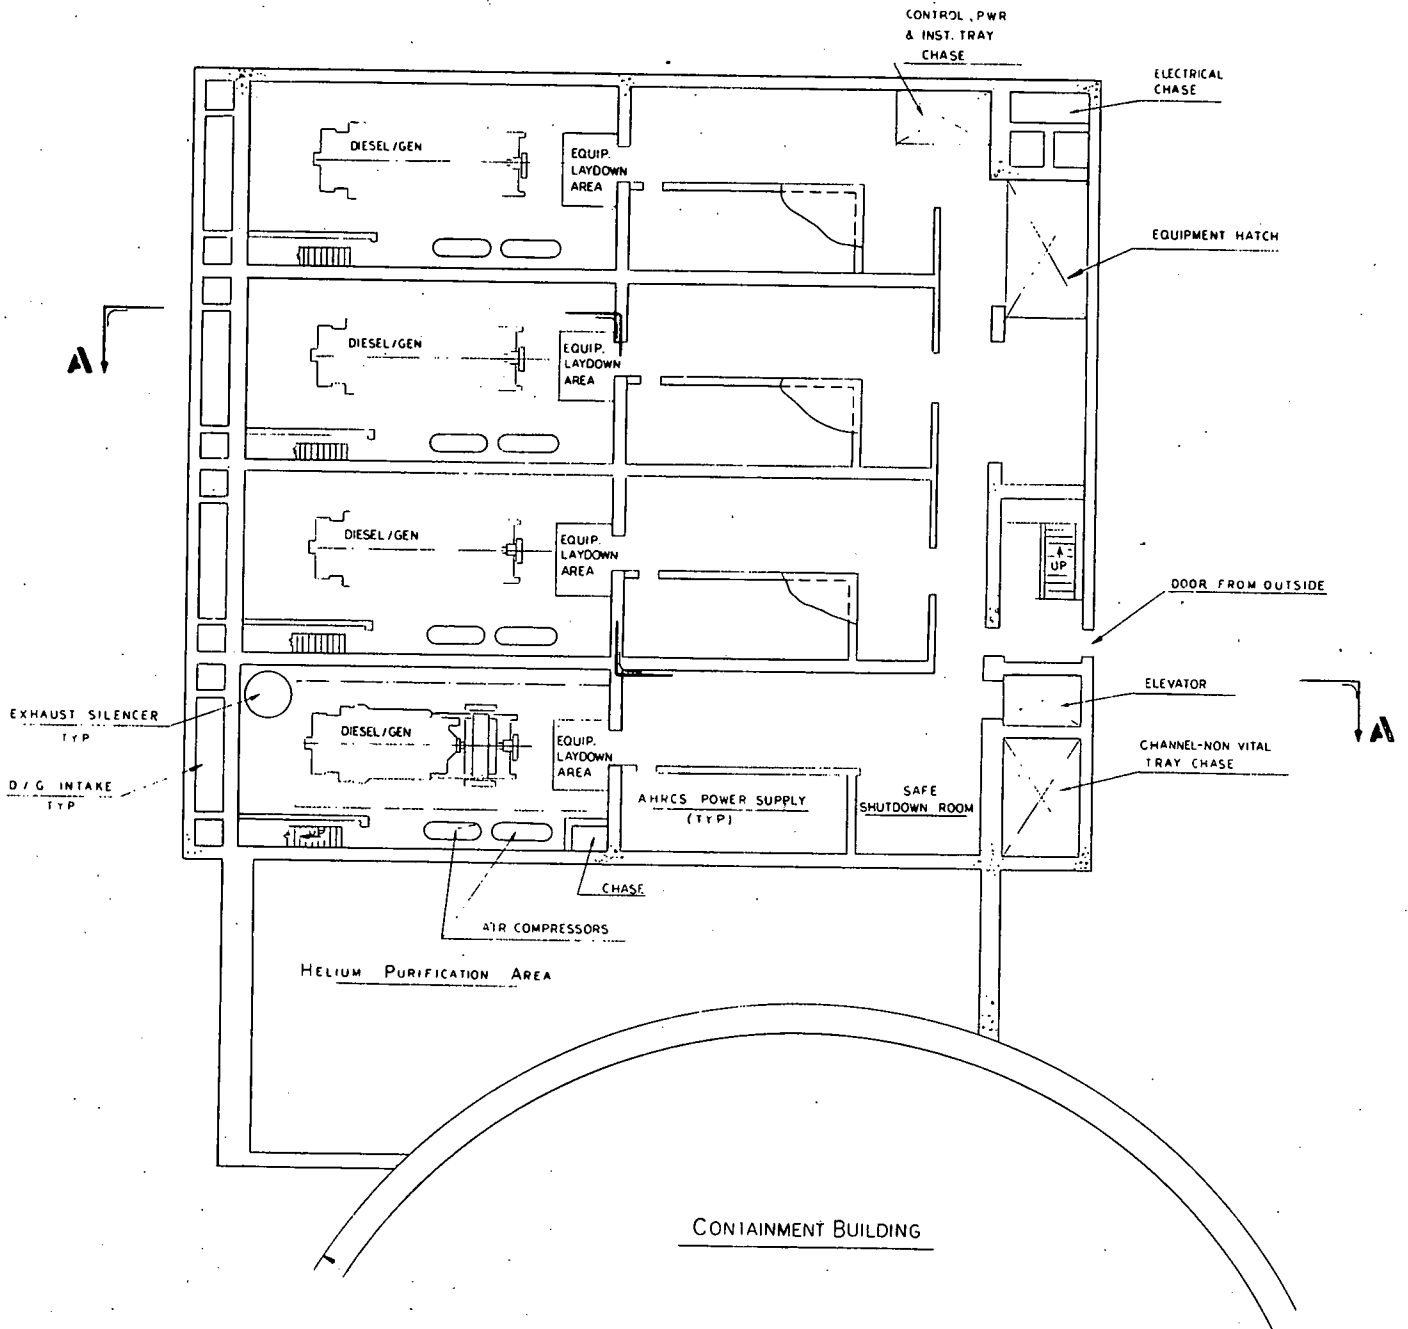 CONTROL, PWR
& INST. TRAY
CHASE
ELECTRICAL
CHASE
DIESEL/GEN
EQUIP.
LAYDOWN
AREA
EQUIPMENT HATCH
A
DIESEL/GEN
EQUIP.
LAYDOWN
AREA
DIESEL/GEN
EQUIP.
LAYDOWN
AREA
UP
DOOR FROM OUTSIDE
ELEVATOR
EXHAUST SILENCER
TYP
DIESEL/GEN
EQUIP.
LAYDOWN
AREA
A
CHANNEL-NON VITAL
TRAY CHASE
D/G INTAKE
TYP
AHRCS POWER SUPPLY
(TYP)
SAFE
SHUTDOWN ROOM
CHASE
AIR COMPRESSORS
HELIUM PURIFICATION AREA
CONTAINMENT BUILDING